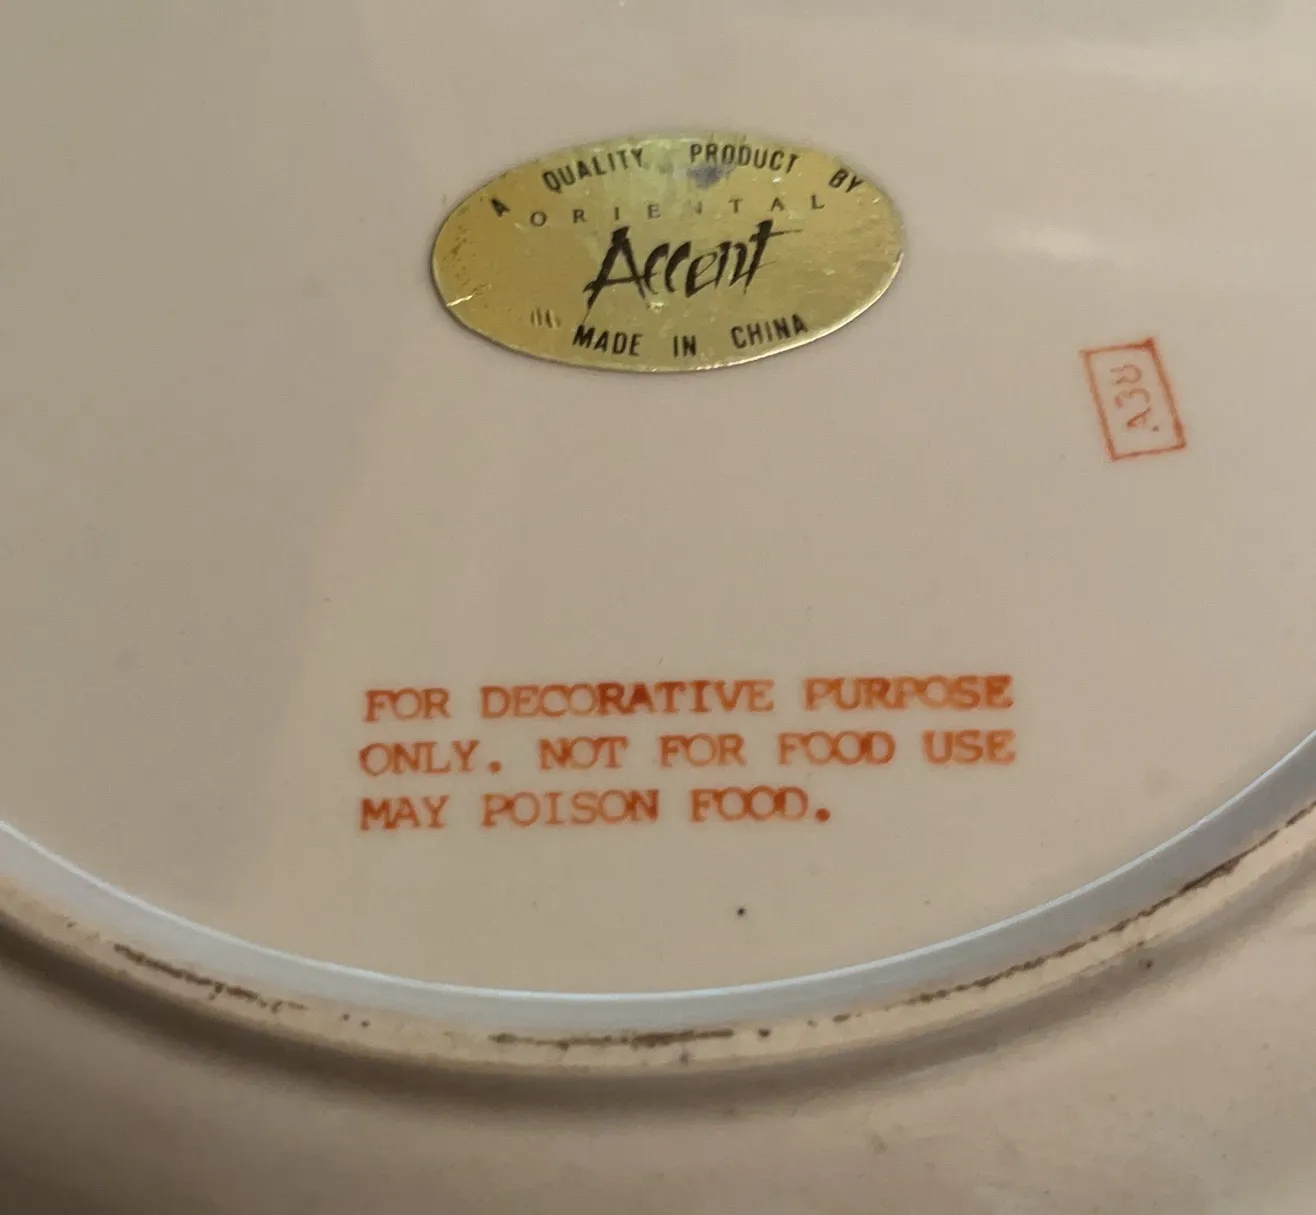 A QUALITY PRODUCT BY
ORIENTAL
Accent
MADE IN CHINA
A38
FOR DECORATIVE PURPOSE
ONLY. NOT FOR FOOD USE
MAY POISON FOOD.